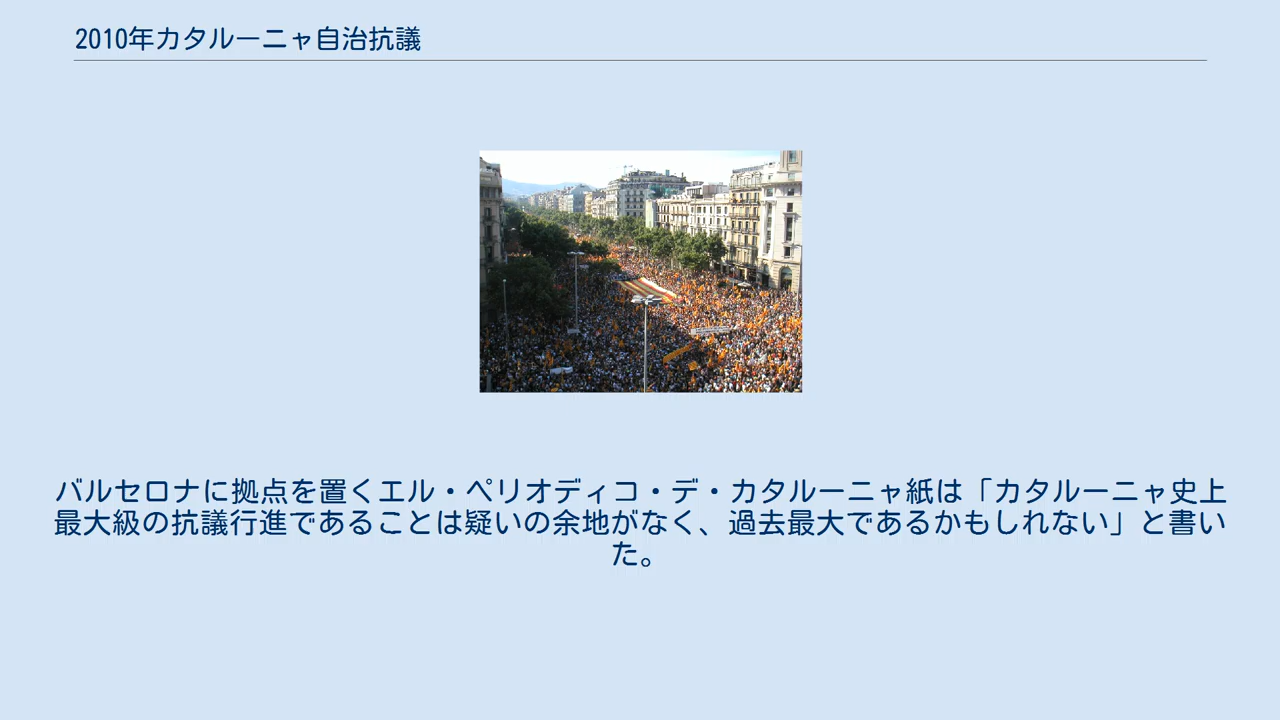 2010年カタルーニャ自治抗議
バルセロナに拠点を置くエル・ペリオディコ・デ・カタルーニャ紙は「カタルーニャ史上
最大級の抗議行進であることは疑いの余地がなく、過去最大であるかもしれない」と書い
た。